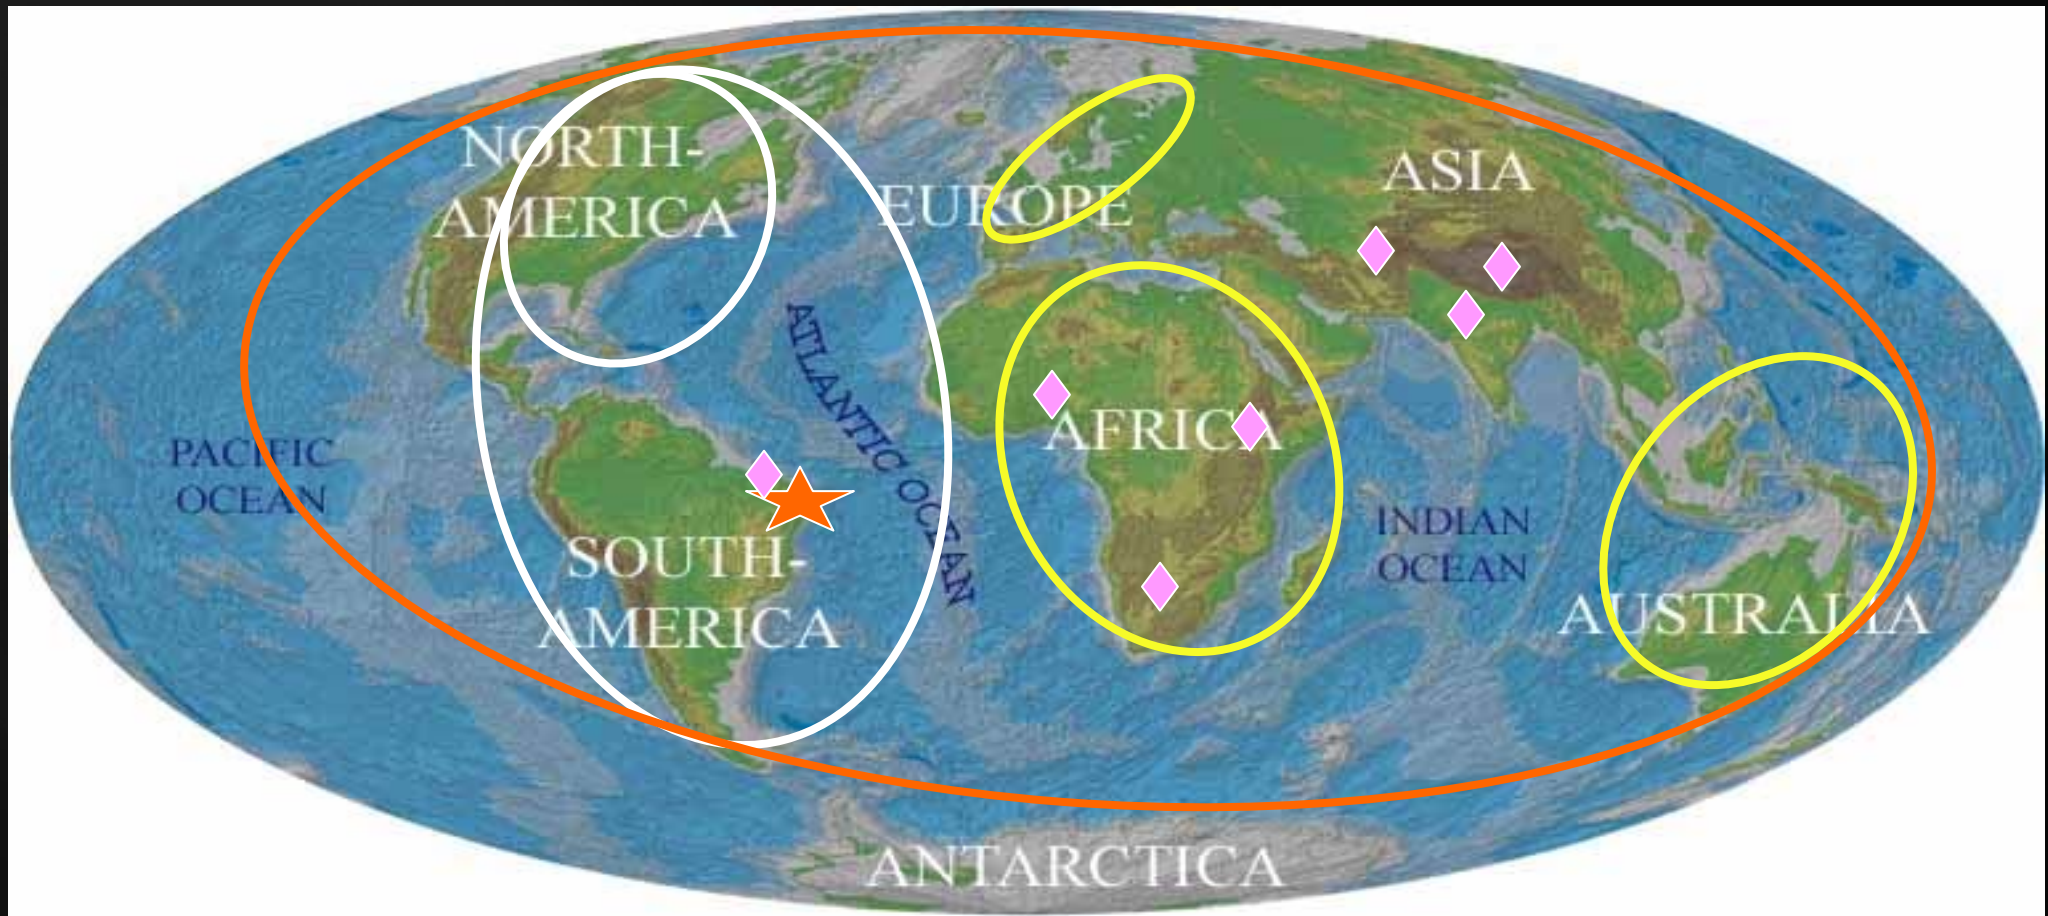 NORTH-
AMERICA
EUROPE
ASIA
ATLANTIC OCEAN
AFRICA
PACIFIC
OCEAN
SOUTH-
AMERICA
INDIAN
OCEAN
AUSTRALIA
ANTARCTICA